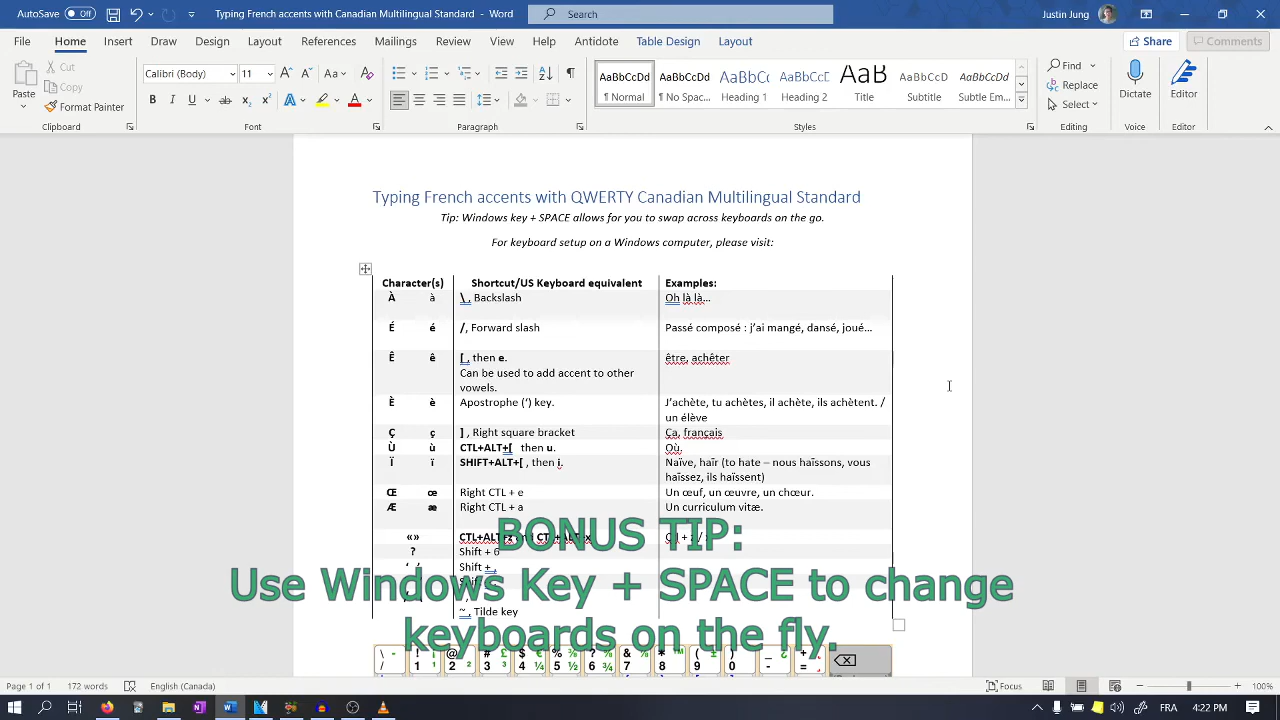 AutoSave Off Typing French accents with QWERTY Canadian Multilingual Standard Search Justin Jung
File Home Insert Draw Design Layout References Mailings Review View Help Antidote Table Design Layout Share Comments
Paste Cut Copy Format Painter
Calibri (Body) 11
AaBbCcDd AaBbCcDd AaBbCc AaBbCcD AaB AaBbCcD AaBbCcDd
¶ Normal ¶ No Spac... Heading 1 Heading 2 Title Subtitle Subtle Em...
Find Replace Select Dictate Editor
Clipboard Font Paragraph Styles Editing Voice Editor
Typing French accents with QWERTY Canadian Multilingual Standard
Tip: Windows key + SPACE allows for you to swap across keyboards on the go.
For keyboard setup on a Windows computer, please visit:
Character(s) Shortcut/US Keyboard equivalent Examples:
À à \ , Backslash Oh là là…
É é /, Forward slash Passé composé : j’ai mangé, dansé, joué…
Ê ê [ , then e. être, achêter
Can be used to add accent to other
vowels.
È è Apostrophe (‘) key. J’achète, tu achètes, il achète, ils achètent. /
un élève
Ç ç ] , Right square bracket Ça, français
Ù ù CTL+ALT+[ then u. Où,
Ï ï SHIFT+ALT+[ , then i. Naïve, haïr (to hate – nous haïssons, vous
haïssez, ils haïssent)
Œ œ Right CTL + e Un œuf, un œuvre, un chœur.
Æ æ Right CTL + a Un curriculum vitæ.
«» CTL+ALT+z
? Shift + 6
Shift + ,
~ , Tilde key
BONUS TIP:
Use Windows Key + SPACE to change
keyboards on the fly.
Page 1 of 1 172 words English (Canada) Focus 100%
FRA 4:22 PM